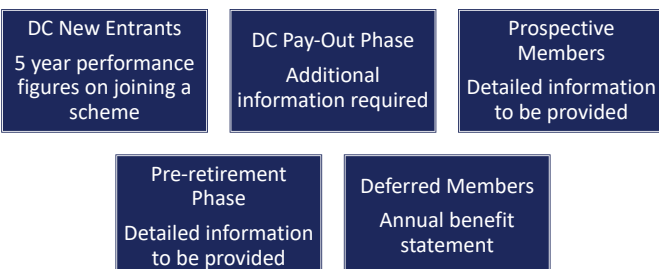 DC New Entrants
5 year performance
figures on joining a
scheme
DC Pay-Out Phase
Additional
information required
Prospective
Members
Detailed information
to be provided
Pre-retirement
Phase
Detailed information
to be provided
Deferred Members
Annual benefit
statement